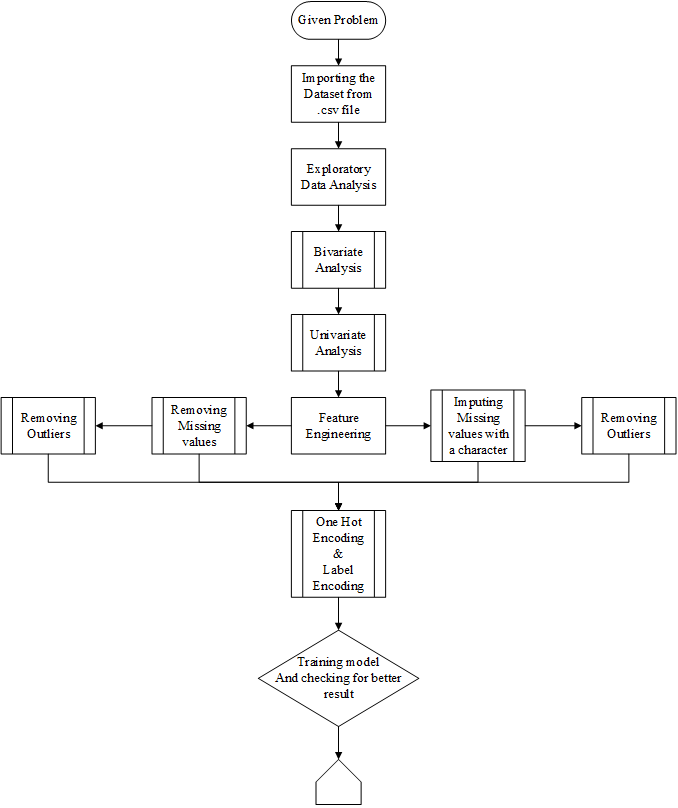 Given Problem
Importing the
Dataset from
.csv file
Exploratory
Data Analysis
Bivariate
Analysis
Univariate
Analysis
Removing
Outliers
Removing
Missing
values
Feature
Engineering
Imputing
Missing
values with
a character
Removing
Outliers
One Hot
Encoding
&
Label
Encoding
Training model
And checking for better
result